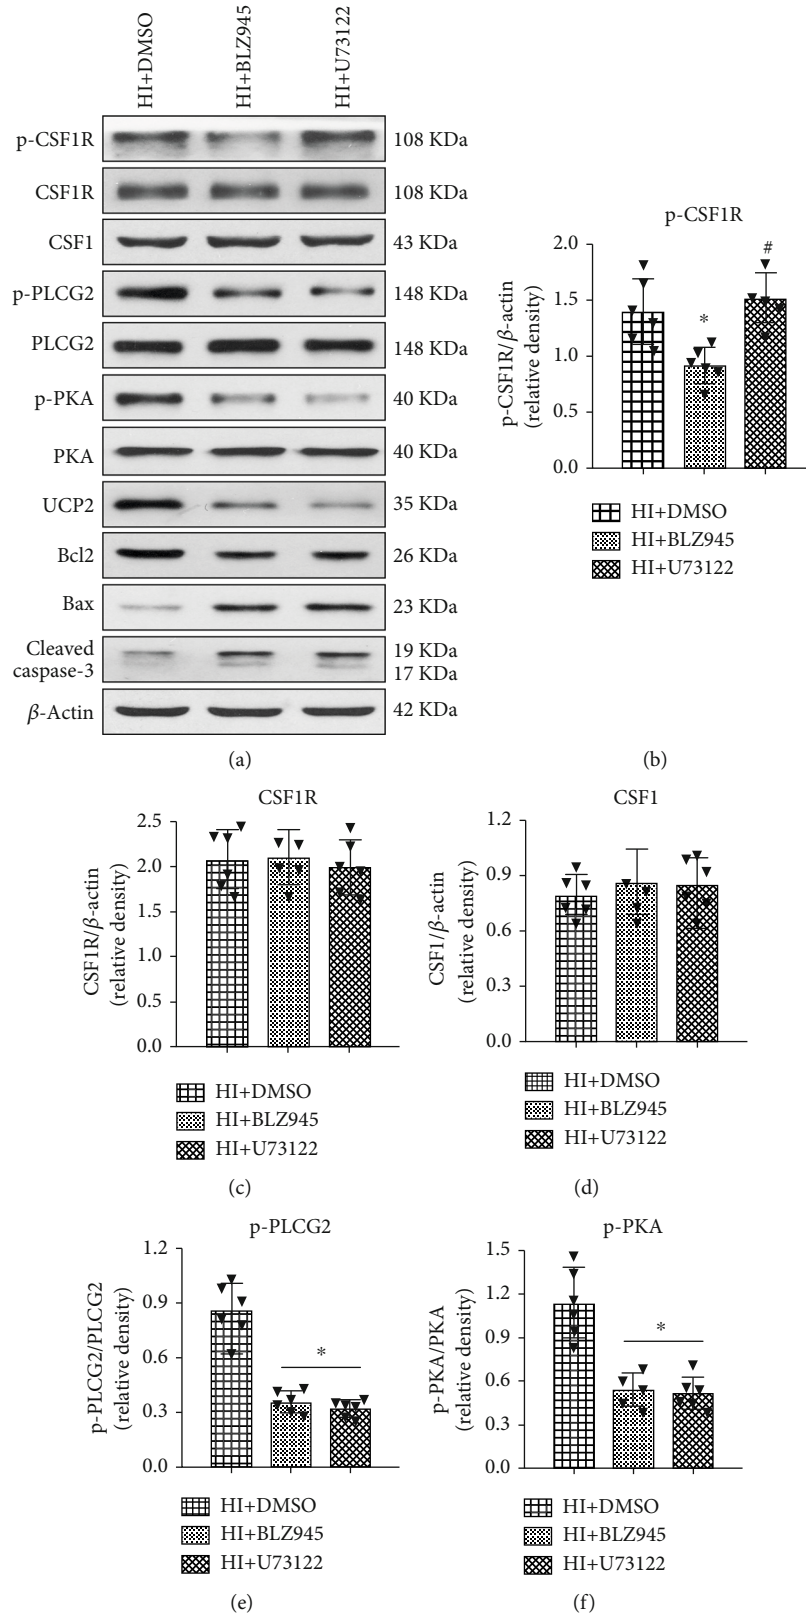 HI+DMSO
HI+BLZ945
HI+U73122
p-CSF1R 108 KDa
CSF1R 108 KDa
CSF1 43 KDa
p-PLCG2 148 KDa
PLCG2 148 KDa
p-PKA 40 KDa
PKA 40 KDa
UCP2 35 KDa
Bcl2 26 KDa
Bax 23 KDa
Cleaved 19 KDa
caspase-3 17 KDa
β-Actin 42 KDa
(a)
p-CSF1R
2.0
1.5
1.0
0.5
0.0
p-CSF1R/β-actin
(relative density)
*
#
HI+DMSO
HI+BLZ945
HI+U73122
(b)
CSF1R
2.5
2.0
1.5
1.0
0.5
0.0
CSF1R/β-actin
(relative density)
HI+DMSO
HI+BLZ945
HI+U73122
(c)
CSF1
1.2
0.9
0.6
0.3
0.0
CSF1/β-actin
(relative density)
HI+DMSO
HI+BLZ945
HI+U73122
(d)
p-PLCG2
1.2
0.9
0.6
0.3
0.0
p-PLCG2/PLCG2
(relative density)
*
HI+DMSO
HI+BLZ945
HI+U73122
(e)
p-PKA
1.5
1.2
0.9
0.6
0.0
p-PKA/PKA
(relative density)
*
HI+DMSO
HI+BLZ945
HI+U73122
(f)